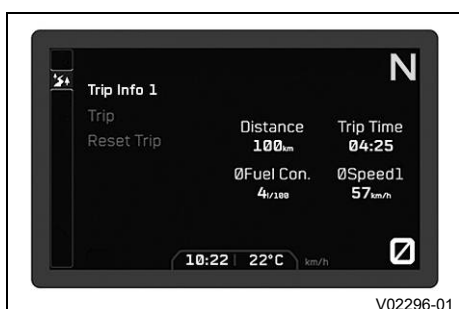 N
Trip Info 1
Trip
Reset Trip
Distance
100km
Trip Time
04:25
ØFuel Con.
4l/100
ØSpeed1
57km/h
0
10:22 22°C km/h
V02296-01